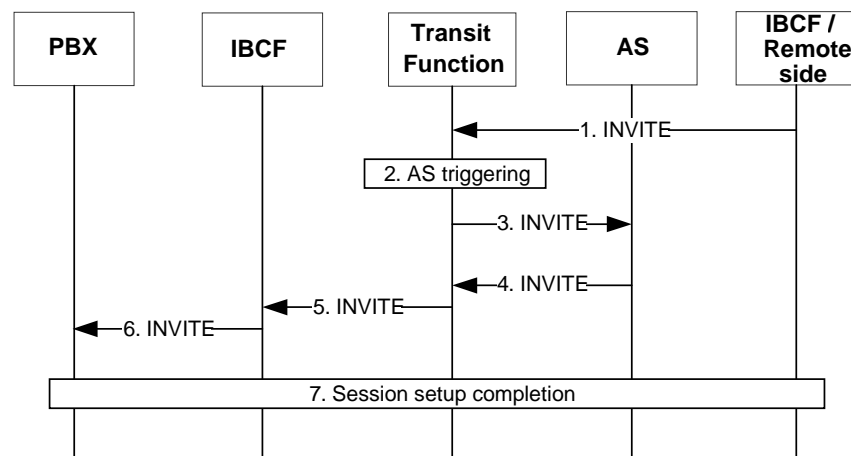 PBX
IBCF
Transit
Function
AS
IBCF /
Remote
side
1. INVITE
2. AS triggering
3. INVITE
4. INVITE
5. INVITE
6. INVITE
7. Session setup completion